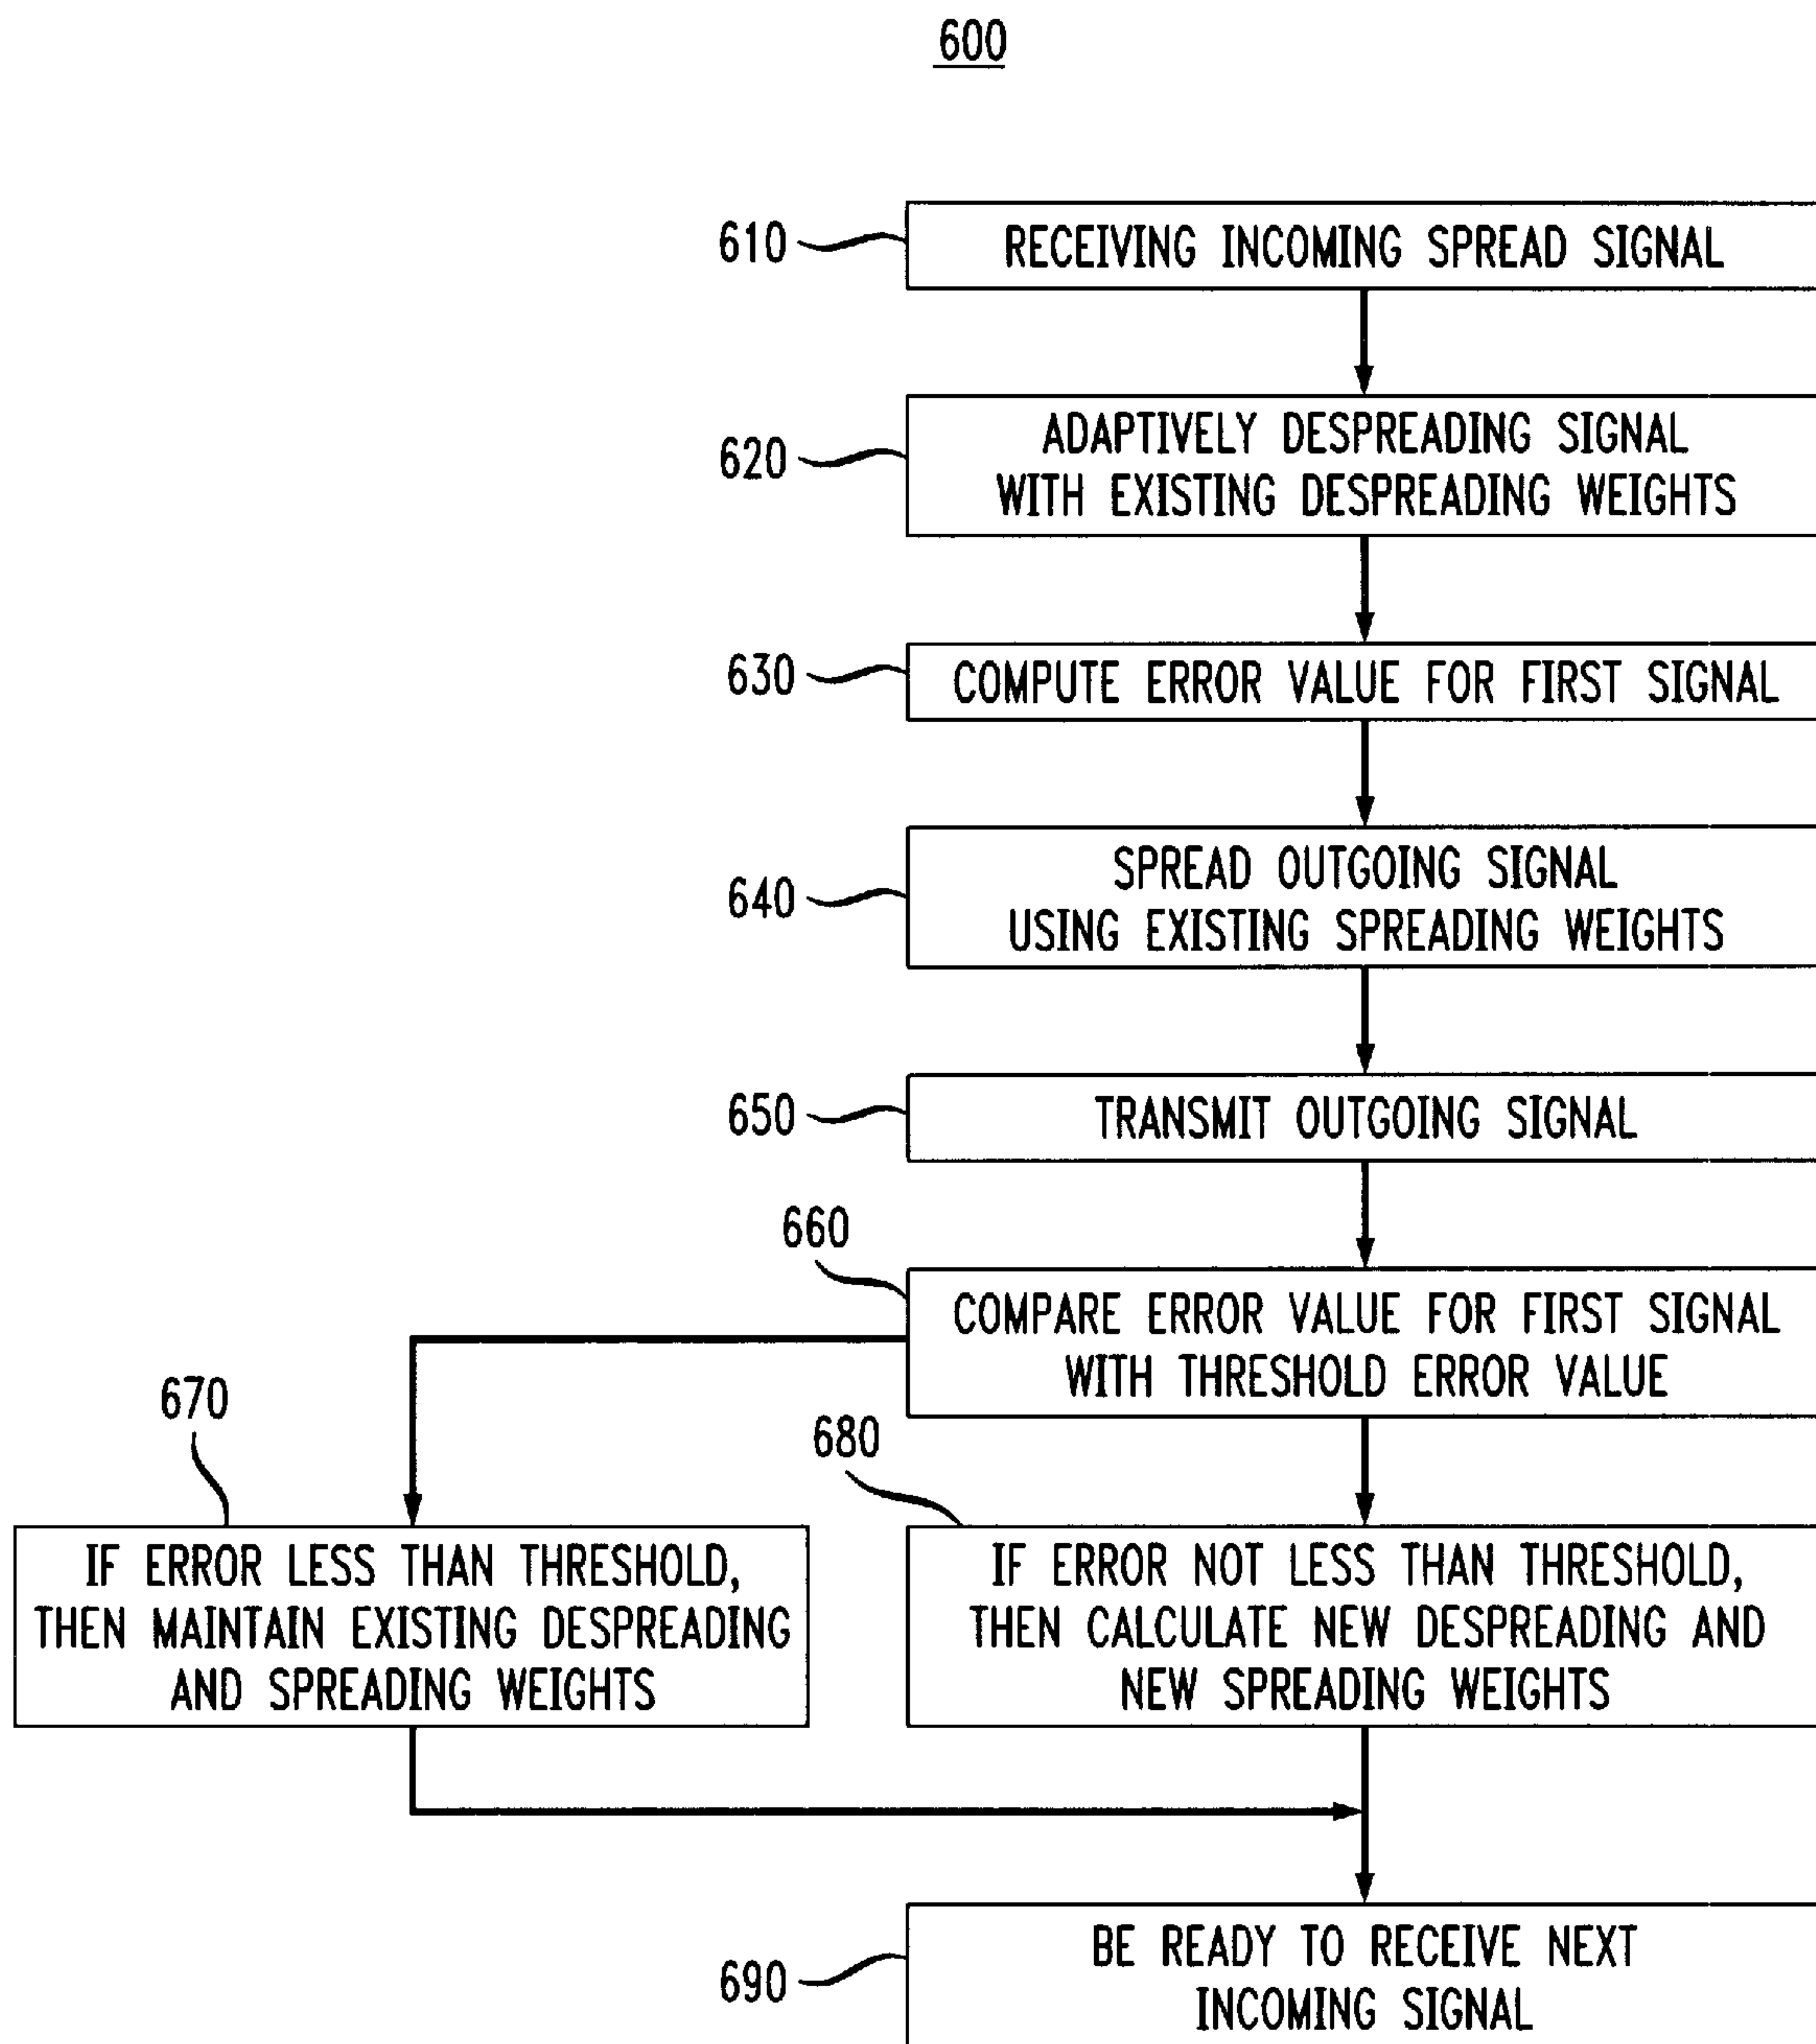 600
610
RECEIVING INCOMING SPREAD SIGNAL
620
ADAPTIVELY DESPREADING SIGNAL
WITH EXISTING DESPREADING WEIGHTS
630
COMPUTE ERROR VALUE FOR FIRST SIGNAL
640
SPREAD OUTGOING SIGNAL
USING EXISTING SPREADING WEIGHTS
650
TRANSMIT OUTGOING SIGNAL
660
COMPARE ERROR VALUE FOR FIRST SIGNAL
WITH THRESHOLD ERROR VALUE
670
IF ERROR LESS THAN THRESHOLD,
THEN MAINTAIN EXISTING DESPREADING
AND SPREADING WEIGHTS
680
IF ERROR NOT LESS THAN THRESHOLD,
THEN CALCULATE NEW DESPREADING AND
NEW SPREADING WEIGHTS
690
BE READY TO RECEIVE NEXT
INCOMING SIGNAL